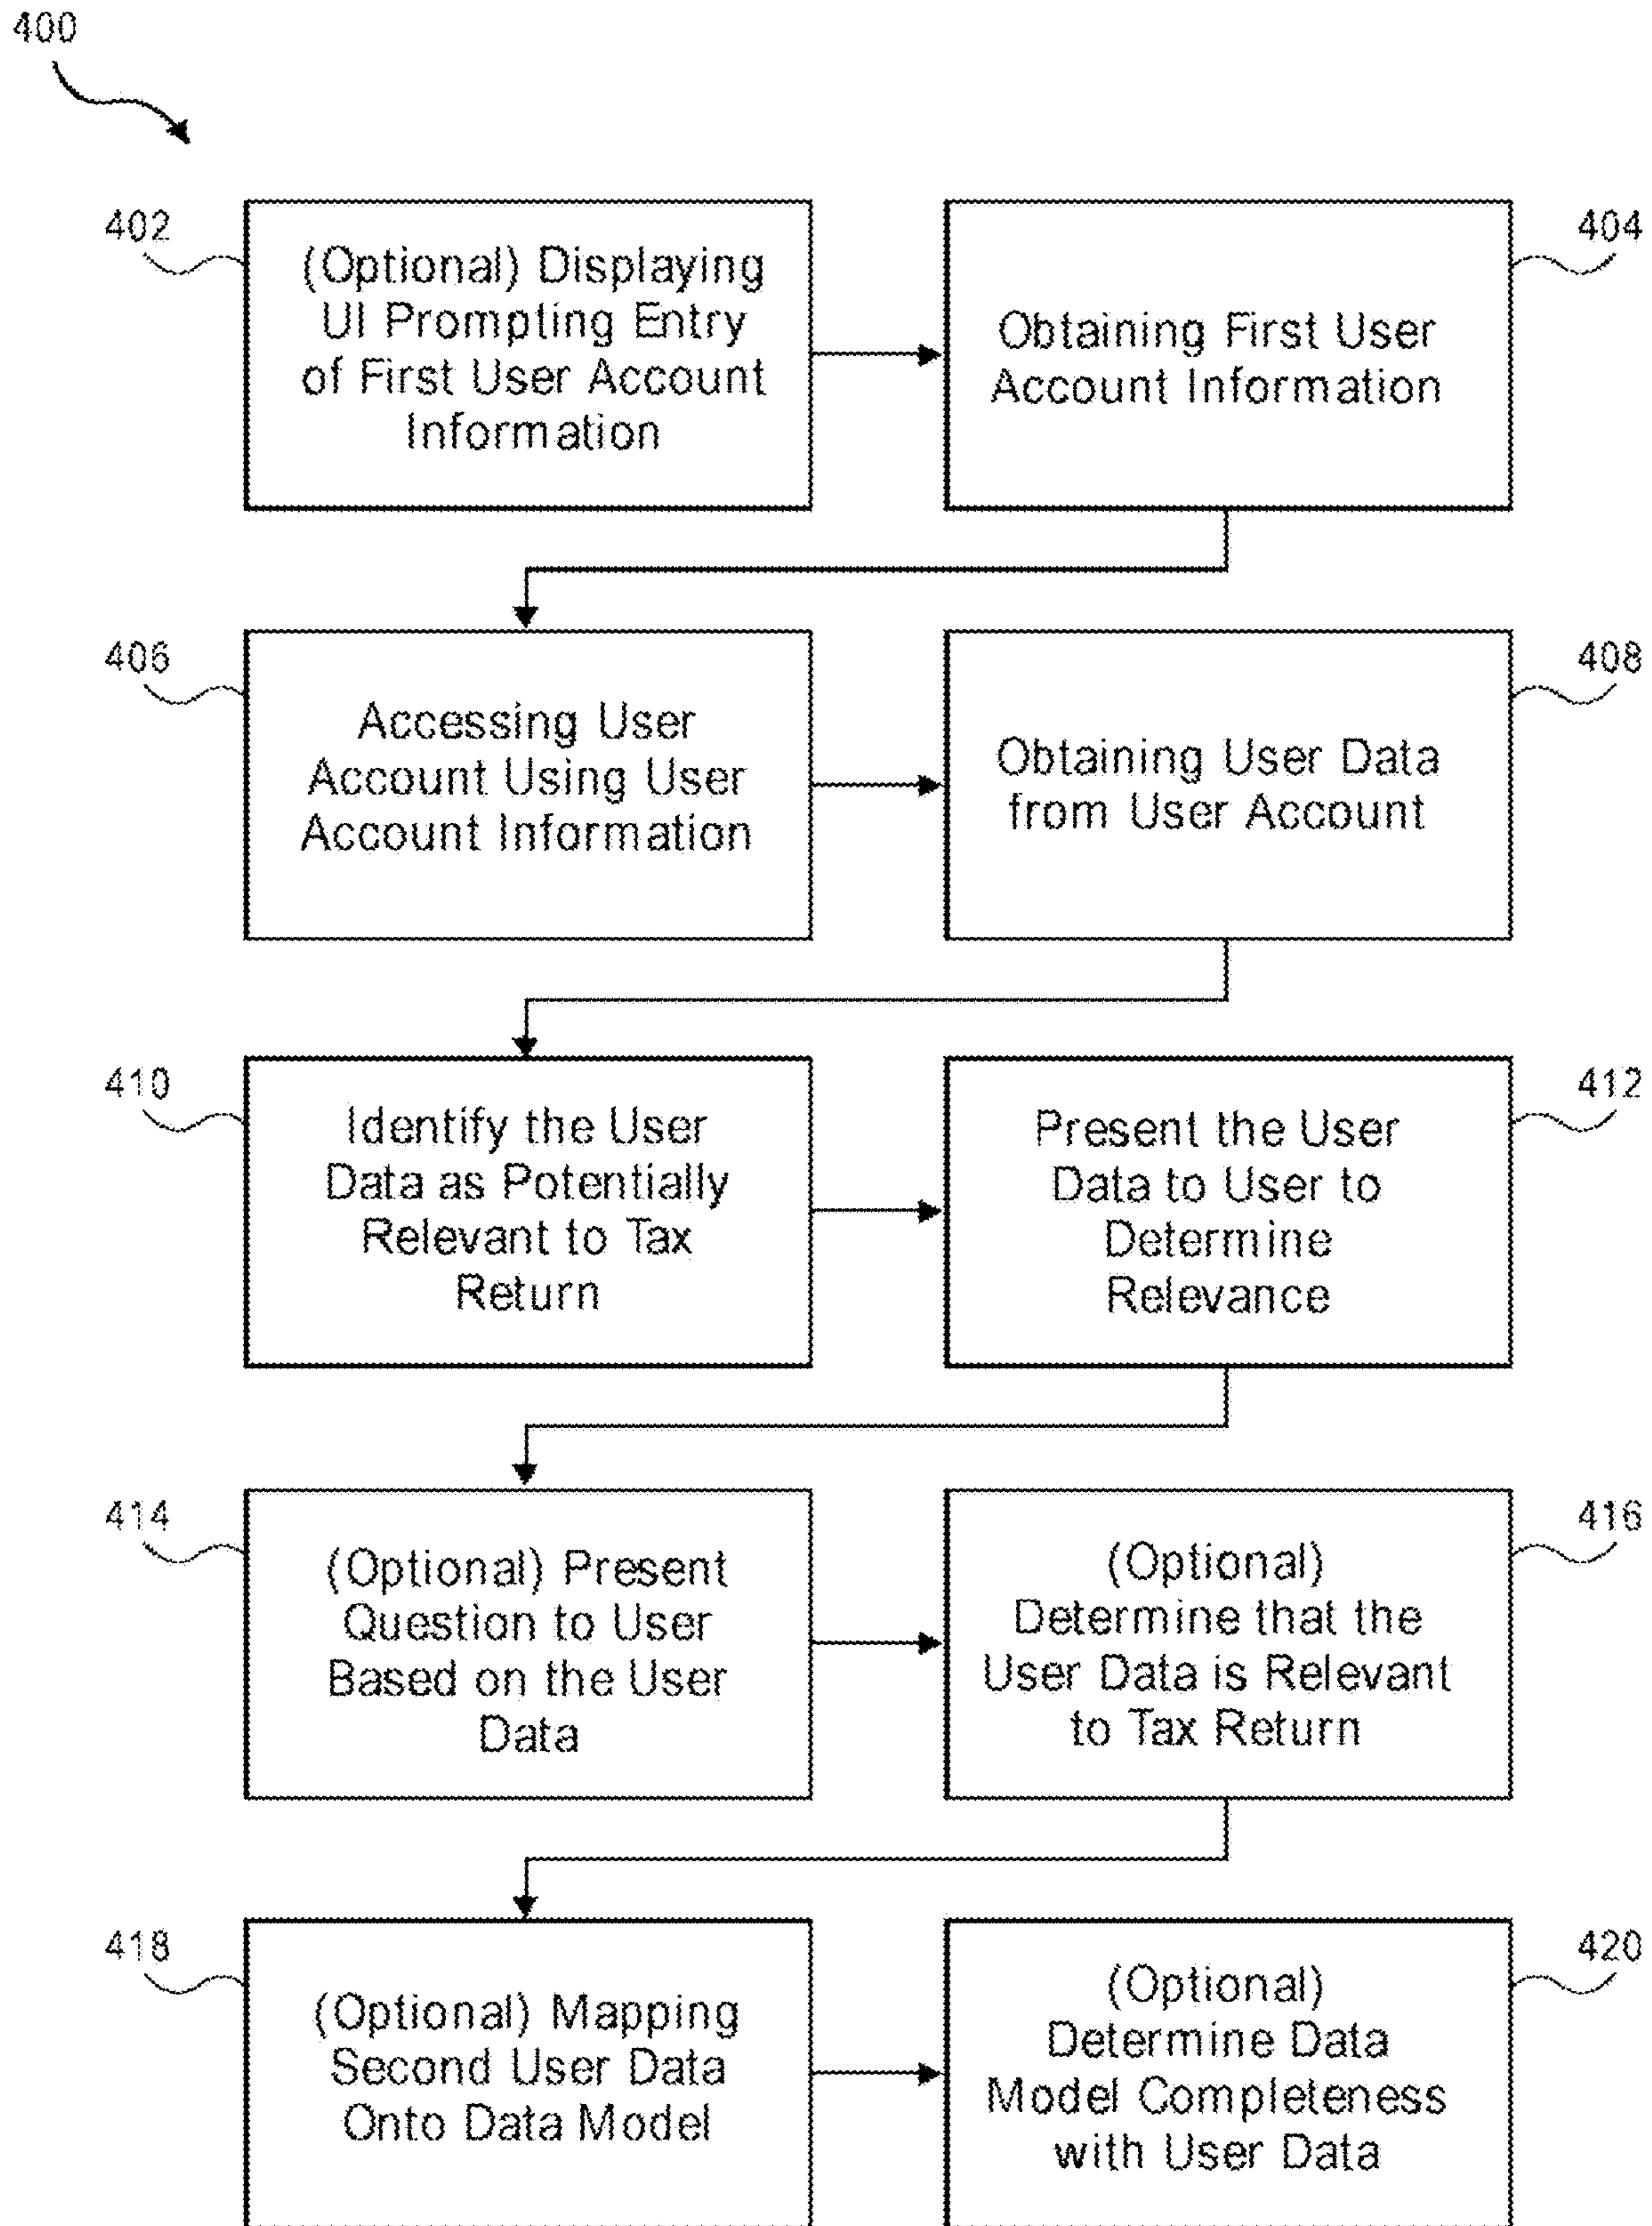 400
402
(Optional) Displaying
UI Prompting Entry
of First User Account
Information
404
Obtaining First User
Account Information
406
Accessing User
Account Using User
Account Information
408
Obtaining User Data
from User Account
410
Identify the User
Data as Potentially
Relevant to Tax
Return
412
Present the User
Data to User to
Determine
Relevance
414
(Optional) Present
Question to User
Based on the User
Data
416
(Optional)
Determine that the
User Data is Relevant
to Tax Return
418
(Optional) Mapping
Second User Data
Onto Data Model
420
(Optional)
Determine Data
Model Completeness
with User Data